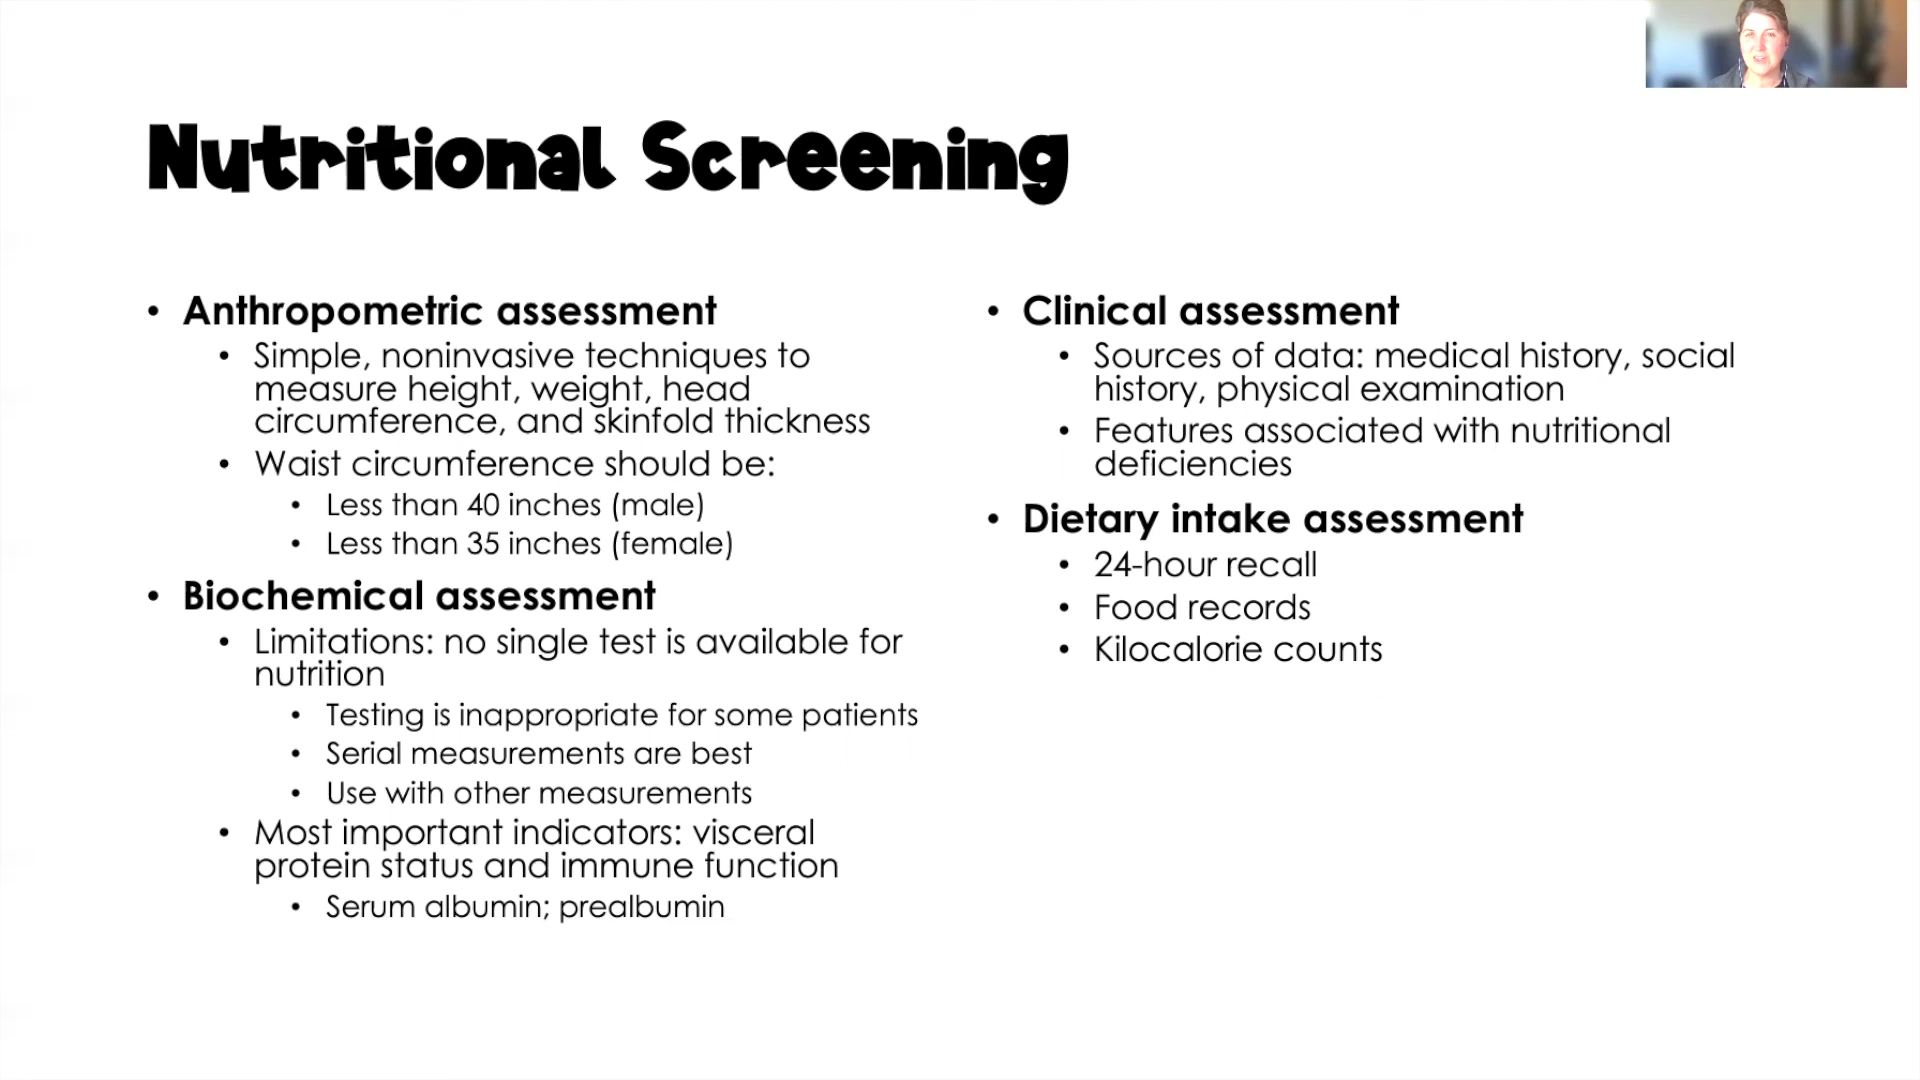 Nutritional Screening
• Anthropometric assessment
• Simple, noninvasive techniques to
measure height, weight, head
circumference, and skinfold thickness
• Waist circumference should be:
• Less than 40 inches (male)
• Less than 35 inches (female)
• Biochemical assessment
• Limitations: no single test is available for
nutrition
• Testing is inappropriate for some patients
• Serial measurements are best
• Use with other measurements
• Most important indicators: visceral
protein status and immune function
• Serum albumin; prealbumin
• Clinical assessment
• Sources of data: medical history, social
history, physical examination
• Features associated with nutritional
deficiencies
• Dietary intake assessment
• 24-hour recall
• Food records
• Kilocalorie counts